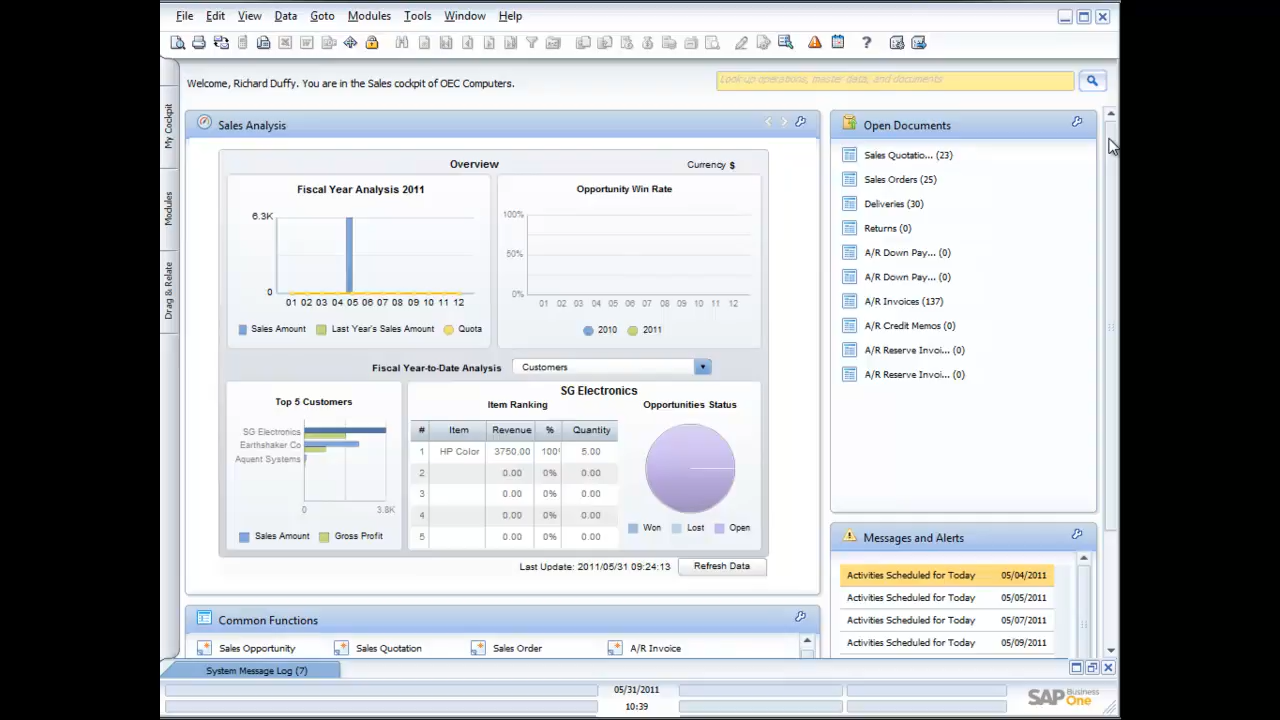 File Edit View Data Goto Modules Tools Window Help
Welcome, Richard Duffy. You are in the Sales cockpit of OEC Computers.
Look up operations, master data, and documents
My Cockpit
Modules
Drag & Relate
Sales Analysis
Overview
Currency $
Fiscal Year Analysis 2011
6.3K
0
01 02 03 04 05 06 07 08 09 10 11 12
Sales Amount Last Year's Sales Amount Quota
Opportunity Win Rate
100%
50%
0%
01 02 03 04 05 06 07 08 09 10 11 12
2010 2011
Fiscal Year-to-Date Analysis Customers
Top 5 Customers
SG Electronics
Earthshaker Co
Aquent Systems
0 3.8K
Sales Amount Gross Profit
SG Electronics
Item Ranking
# Item Revenue % Quantity
1 HP Color 3750.00 100% 5.00
2 0.00 0% 0.00
3 0.00 0% 0.00
4 0.00 0% 0.00
5 0.00 0% 0.00
Opportunities Status
Won Lost Open
Last Update: 2011/05/31 09:24:13 Refresh Data
Open Documents
Sales Quotatio... (23)
Sales Orders (25)
Deliveries (30)
Returns (0)
A/R Down Pay... (0)
A/R Down Pay... (0)
A/R Invoices (137)
A/R Credit Memos (0)
A/R Reserve Invoi... (0)
A/R Reserve Invoi... (0)
Messages and Alerts
Activities Scheduled for Today 05/04/2011
Activities Scheduled for Today 05/05/2011
Activities Scheduled for Today 05/07/2011
Activities Scheduled for Today 05/09/2011
Common Functions
Sales Opportunity Sales Quotation Sales Order A/R Invoice
System Message Log (7)
05/31/2011
10:39
SAP Business One